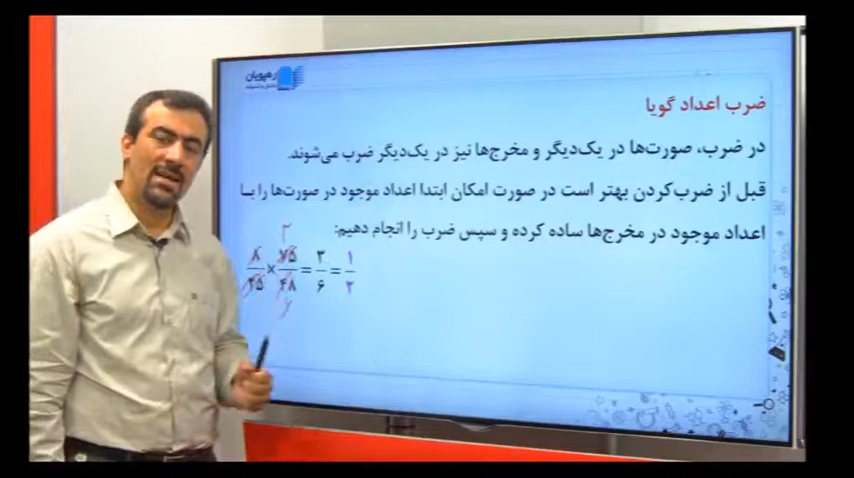 رهپویان
ضرب اعداد گویا
در ضرب، صورت‌ها در یک‌دیگر و مخرج‌ها نیز در یک‌دیگر ضرب می‌شوند.
قبل از ضرب‌کردن بهتر است در صورت امکان ابتدا اعداد موجود در صورت‌ها را با
اعداد موجود در مخرج‌ها ساده کرده و سپس ضرب را انجام دهیم:
۸/۲۵ × ۷۵/۴۸ = ۳/۶ = ۱/۲